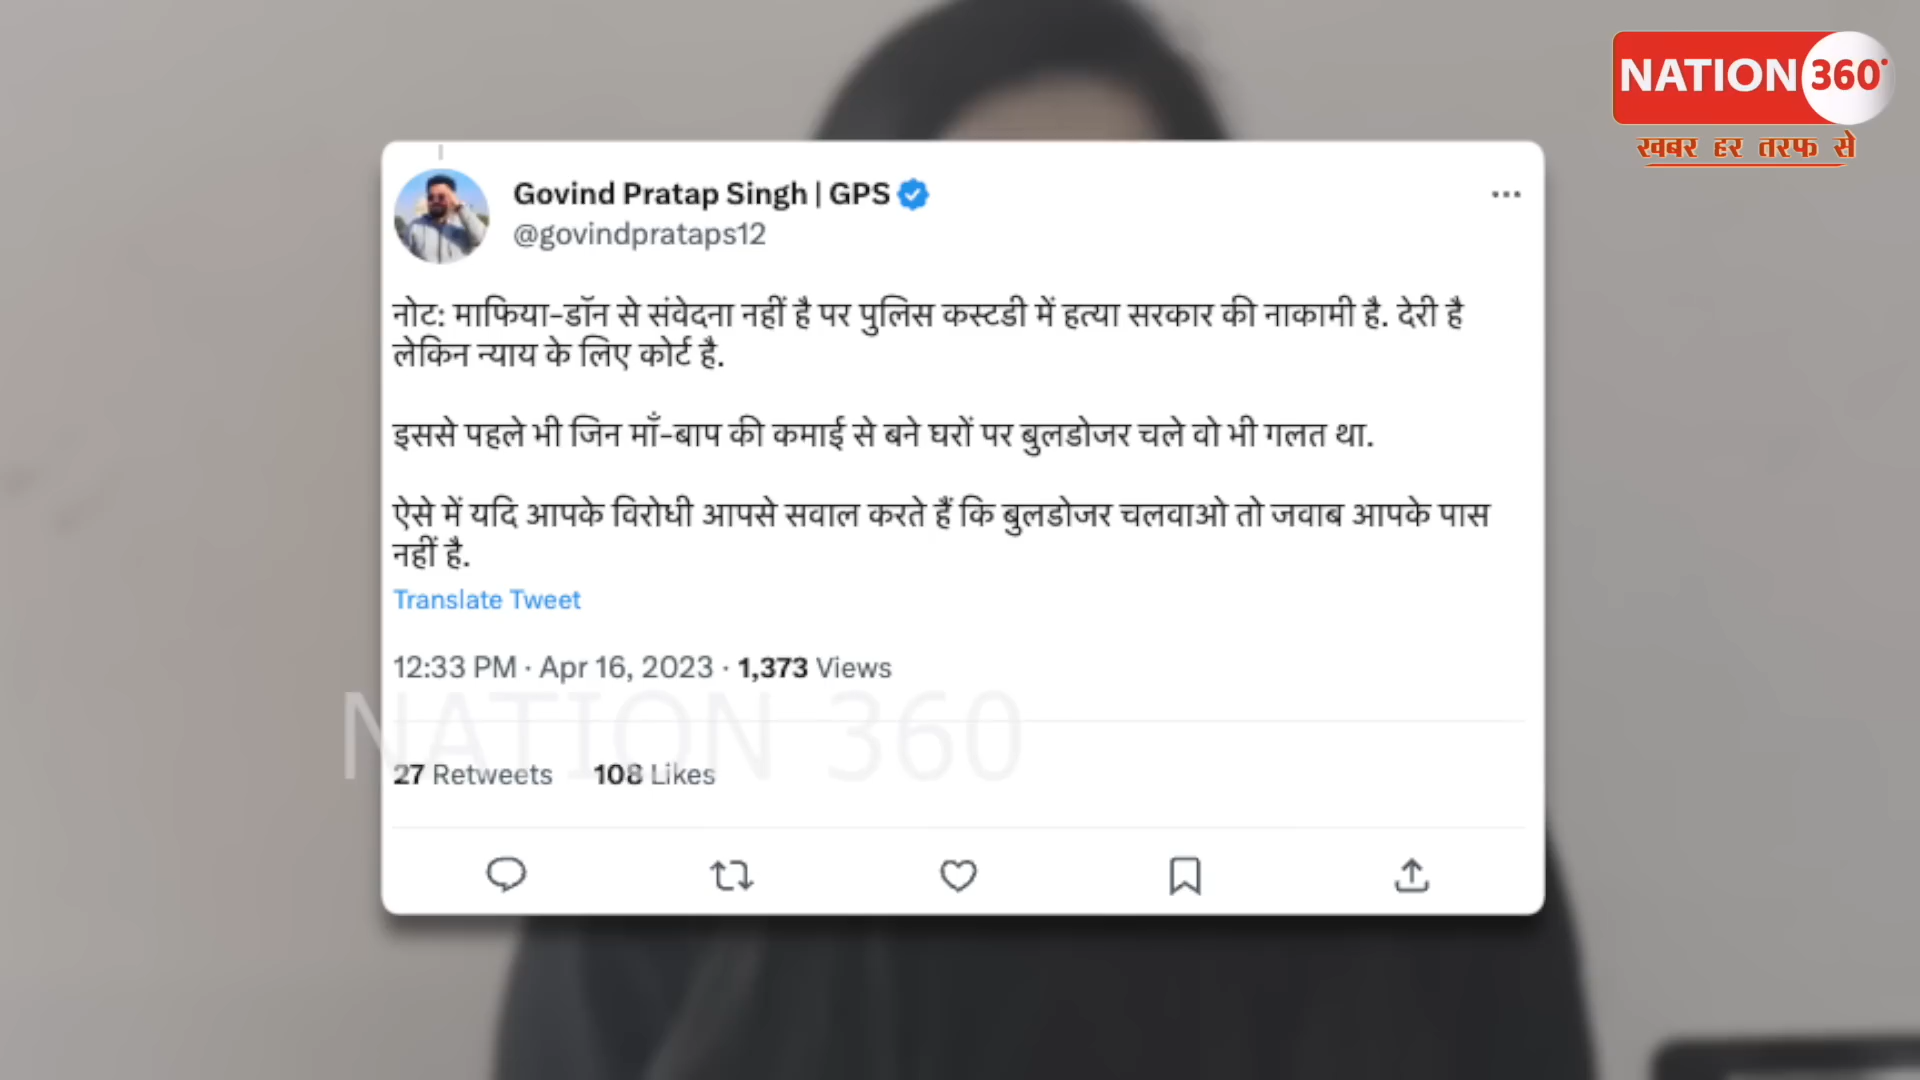 NATION 360°
खबर हर तरफ से
Govind Pratap Singh | GPS
@govindprataps12
नोट: माफिया-डॉन से संवेदना नहीं है पर पुलिस कस्टडी में हत्या सरकार की नाकामी है. देरी है
लेकिन न्याय के लिए कोर्ट है.
इससे पहले भी जिन माँ-बाप की कमाई से बने घरों पर बुलडोजर चले वो भी गलत था.
ऐसे में यदि आपके विरोधी आपसे सवाल करते हैं कि बुलडोजर चलवाओ तो जवाब आपके पास
नहीं है.
Translate Tweet
12:33 PM · Apr 16, 2023 · 1,373 Views
NATION 360
27 Retweets 108 Likes